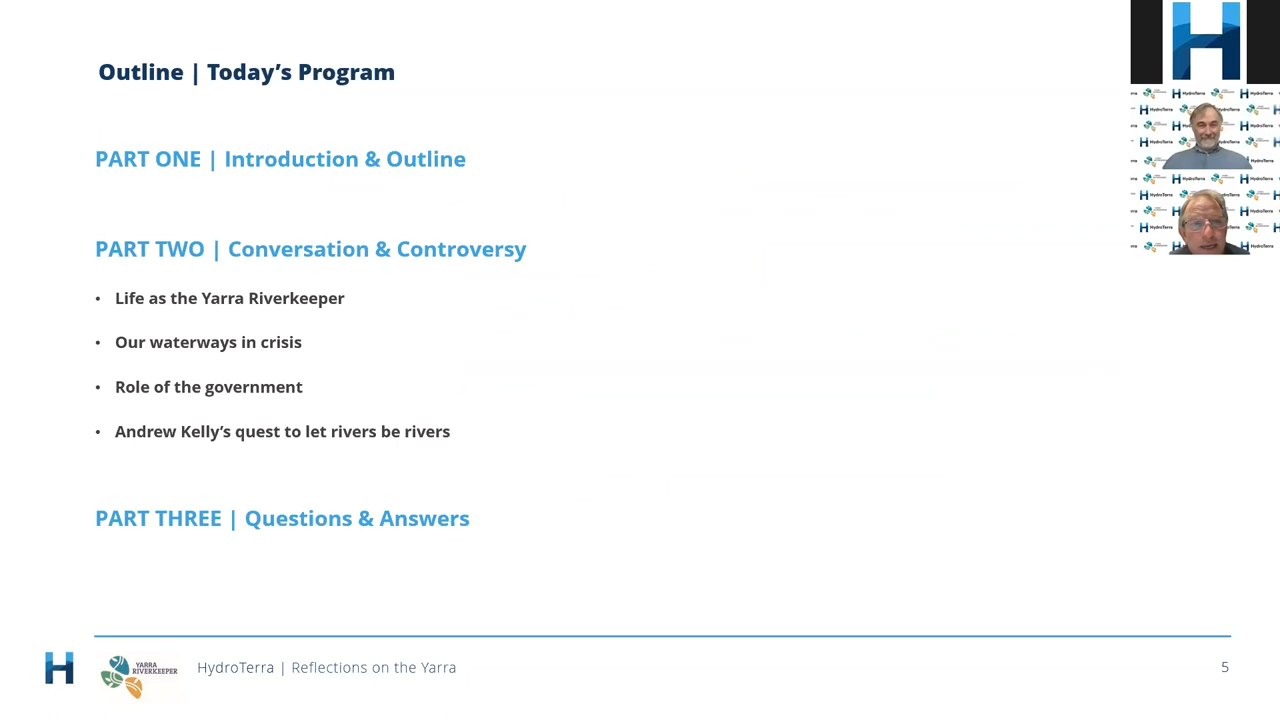 Outline | Today’s Program
PART ONE | Introduction & Outline
PART TWO | Conversation & Controversy
• Life as the Yarra Riverkeeper
• Our waterways in crisis
• Role of the government
• Andrew Kelly’s quest to let rivers be rivers
PART THREE | Questions & Answers
YARRA
RIVERKEEPER
HydroTerra | Reflections on the Yarra
5